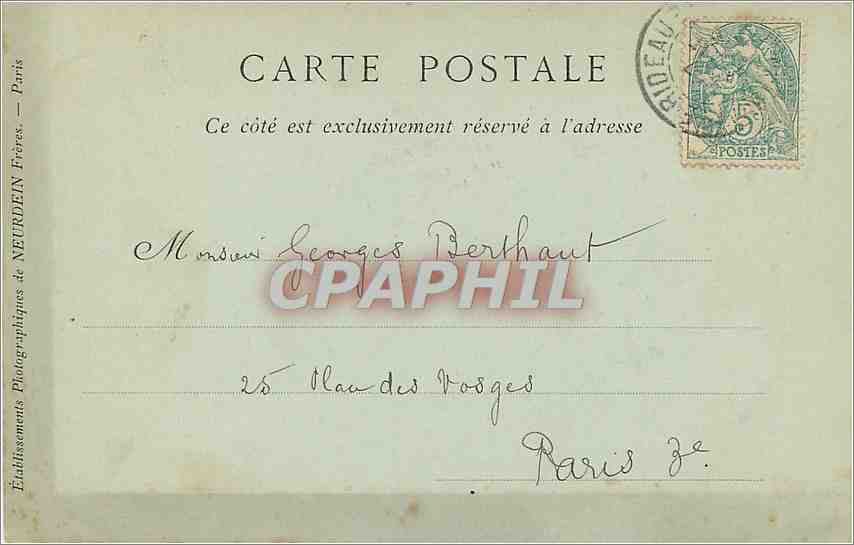 CARTE POSTALE
Ce côté est exclusivement réservé à l'adresse
RIDEAU
5c
POSTES
Monsieur Georges Berthaut
CPAPHIL
25 Place des Vosges
Paris 3e.
Établissements Photographiques de NEURDEIN Frères. — Paris